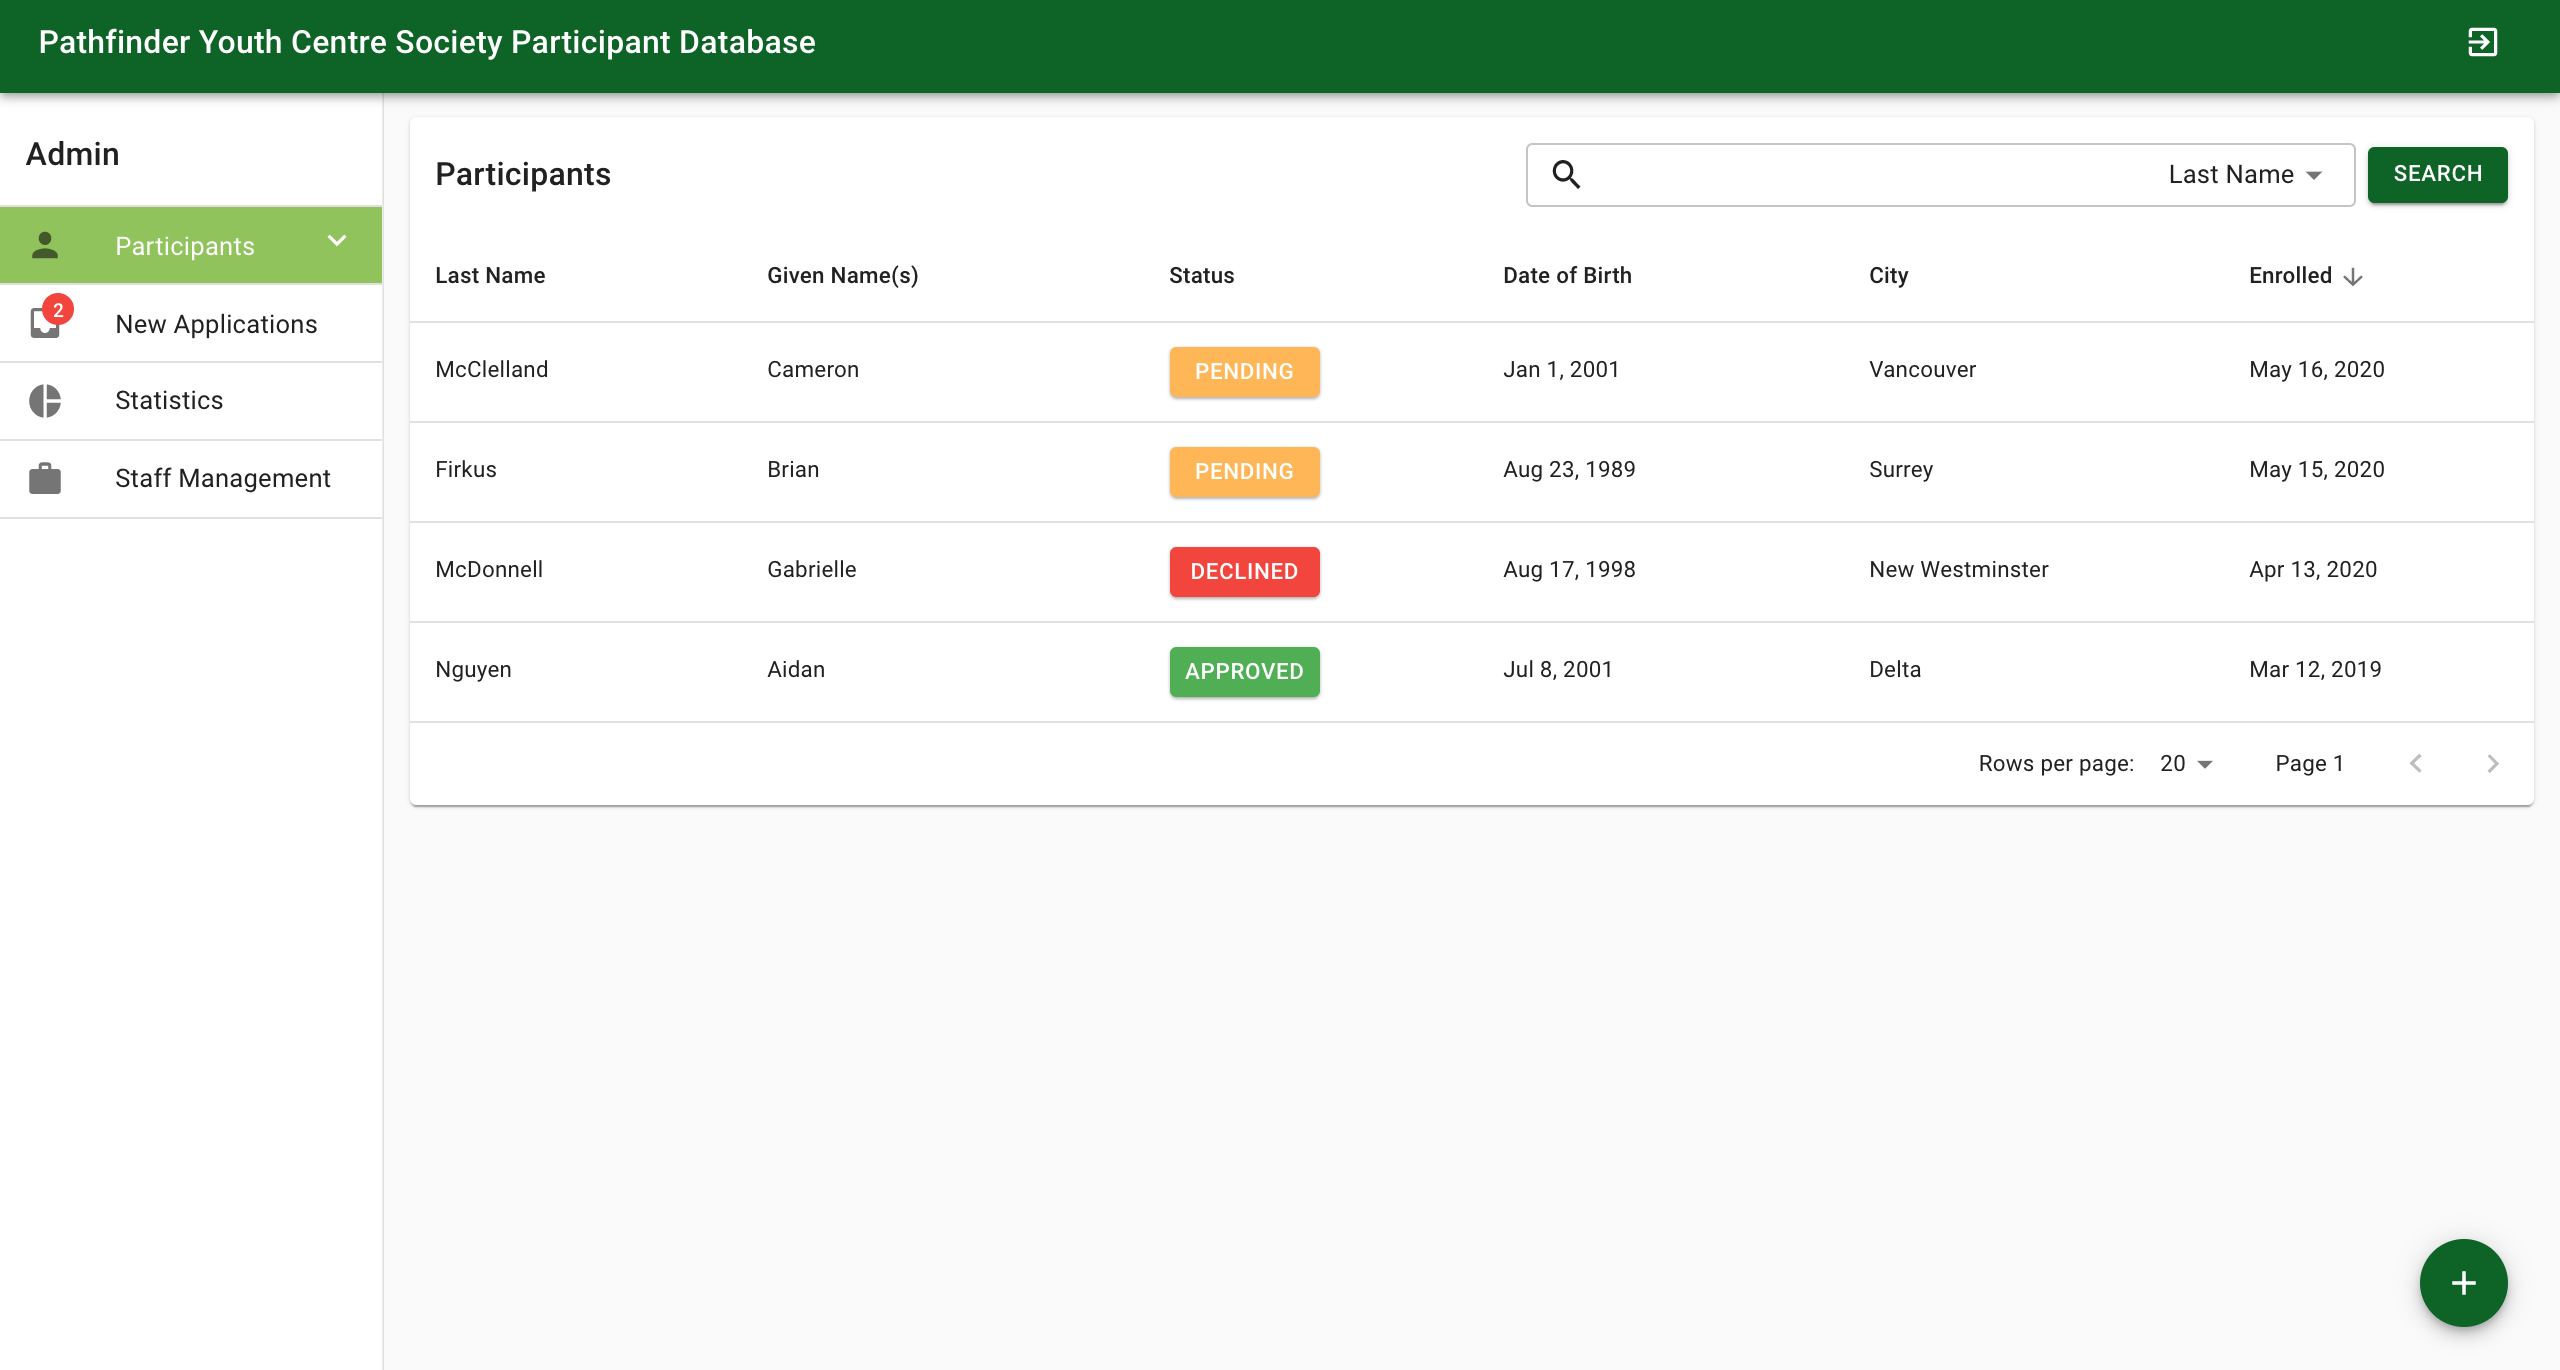 Pathfinder Youth Centre Society Participant Database
Admin
Participants
2
New Applications
Statistics
Staff Management
Participants
Last Name
SEARCH
Last Name Given Name(s) Status Date of Birth City Enrolled
McClelland Cameron PENDING Jan 1, 2001 Vancouver May 16, 2020
Firkus Brian PENDING Aug 23, 1989 Surrey May 15, 2020
McDonnell Gabrielle DECLINED Aug 17, 1998 New Westminster Apr 13, 2020
Nguyen Aidan APPROVED Jul 8, 2001 Delta Mar 12, 2019
Rows per page: 20 Page 1